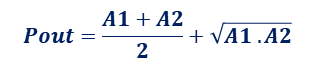 Pout = (A1 + A2)/2 + √(A1 .A2)